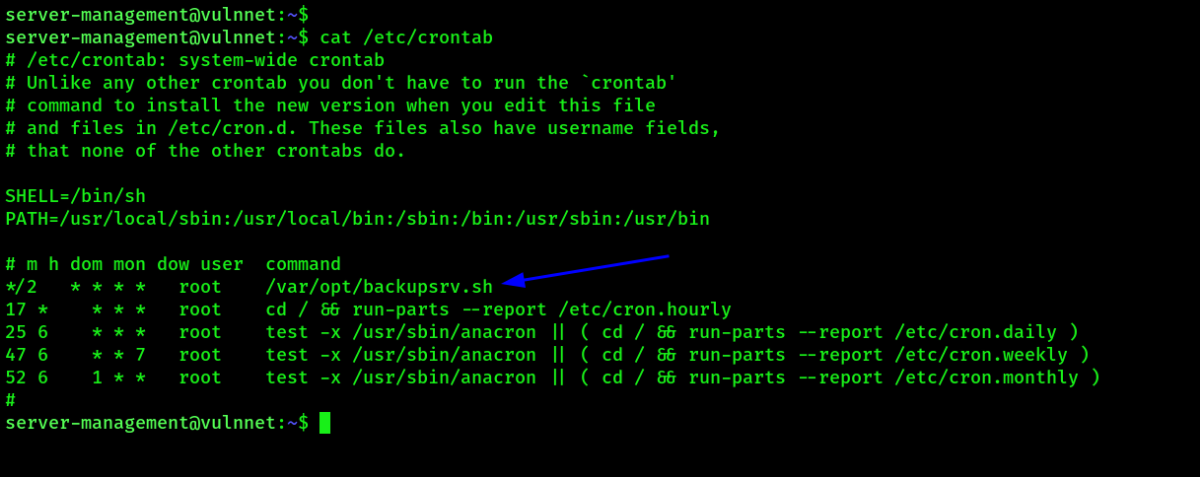 server-management@vulnnet:~$
server-management@vulnnet:~$ cat /etc/crontab
# /etc/crontab: system-wide crontab
# Unlike any other crontab you don't have to run the `crontab'
# command to install the new version when you edit this file
# and files in /etc/cron.d. These files also have username fields,
# that none of the other crontabs do.
SHELL=/bin/sh
PATH=/usr/local/sbin:/usr/local/bin:/sbin:/bin:/usr/sbin:/usr/bin
# m h dom mon dow user  command
*/2   * * * *   root    /var/opt/backupsrv.sh
17 *    * * *   root    cd / && run-parts --report /etc/cron.hourly
25 6    * * *   root    test -x /usr/sbin/anacron || ( cd / && run-parts --report /etc/cron.daily )
47 6    * * 7   root    test -x /usr/sbin/anacron || ( cd / && run-parts --report /etc/cron.weekly )
52 6    1 * *   root    test -x /usr/sbin/anacron || ( cd / && run-parts --report /etc/cron.monthly )
#
server-management@vulnnet:~$